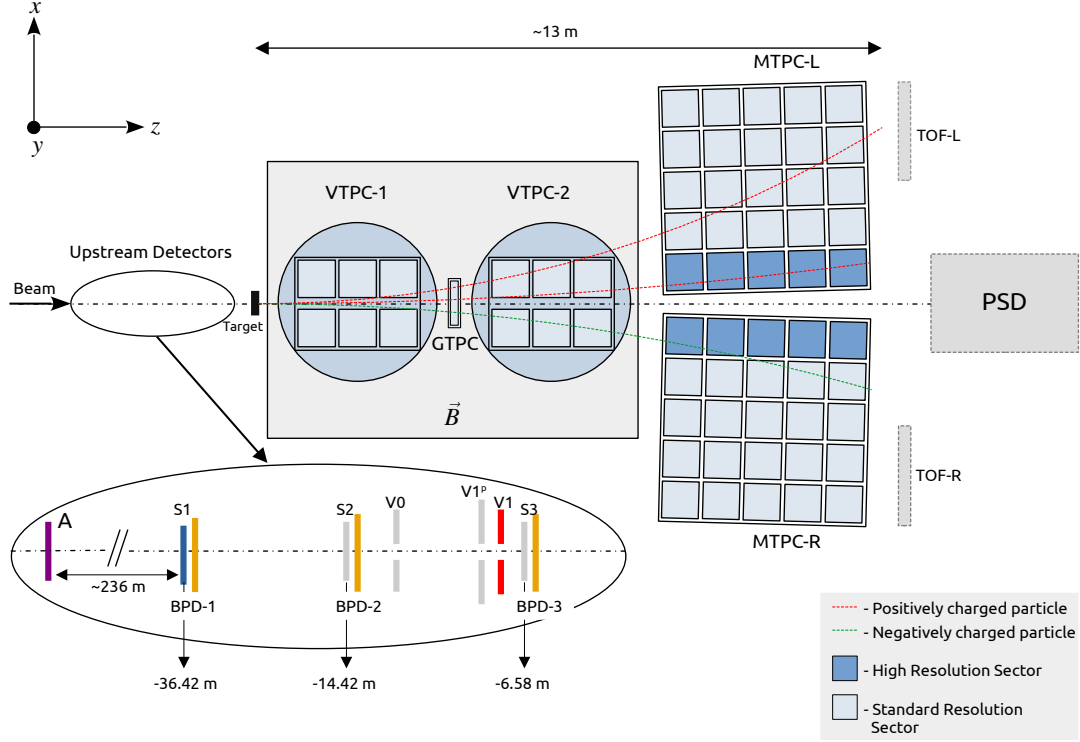 x
~13 m
MTPC-L
z
y
TOF-L
VTPC-1
VTPC-2
Upstream Detectors
Beam
Target
GTPC
PSD
B
TOF-R
MTPC-R
A
S1
S2
V0
V1ᵖ
V1
S3
~236 m
BPD-1
BPD-2
BPD-3
-36.42 m
-14.42 m
-6.58 m
- Positively charged particle
- Negatively charged particle
- High Resolution Sector
- Standard Resolution
Sector